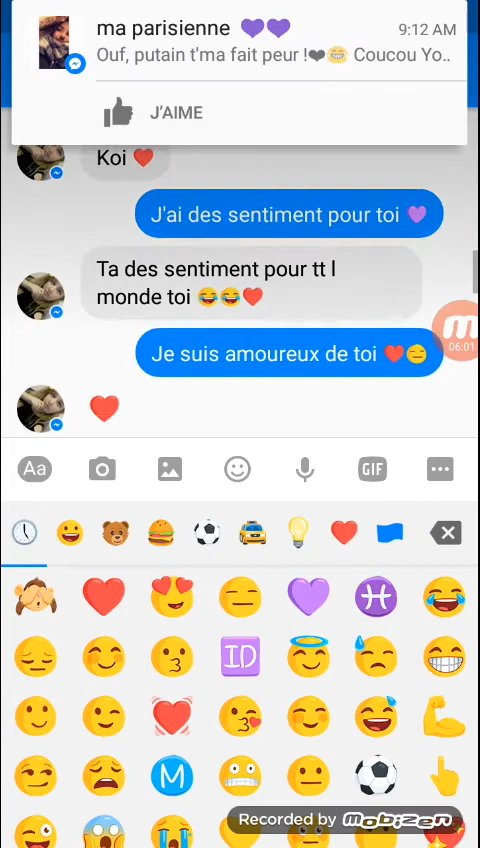 ma parisienne 💜💜 9:12 AM
Ouf, putain t'ma fait peur !❤😁 Coucou Yo..
J'AIME
Koi ❤️
J'ai des sentiment pour toi 💜
Ta des sentiment pour tt l
monde toi 😂😂❤️
06:01
Je suis amoureux de toi ❤️😑
❤️
Aa
GIF
ID
M
Recorded by Mobizen